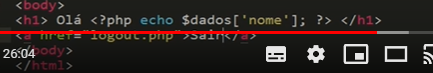 <body>
<h1> Olá <?php echo $dados['nome']; ?> </h1>
<a href="logout.php">Sair</a>
</body>
26:04
</html>